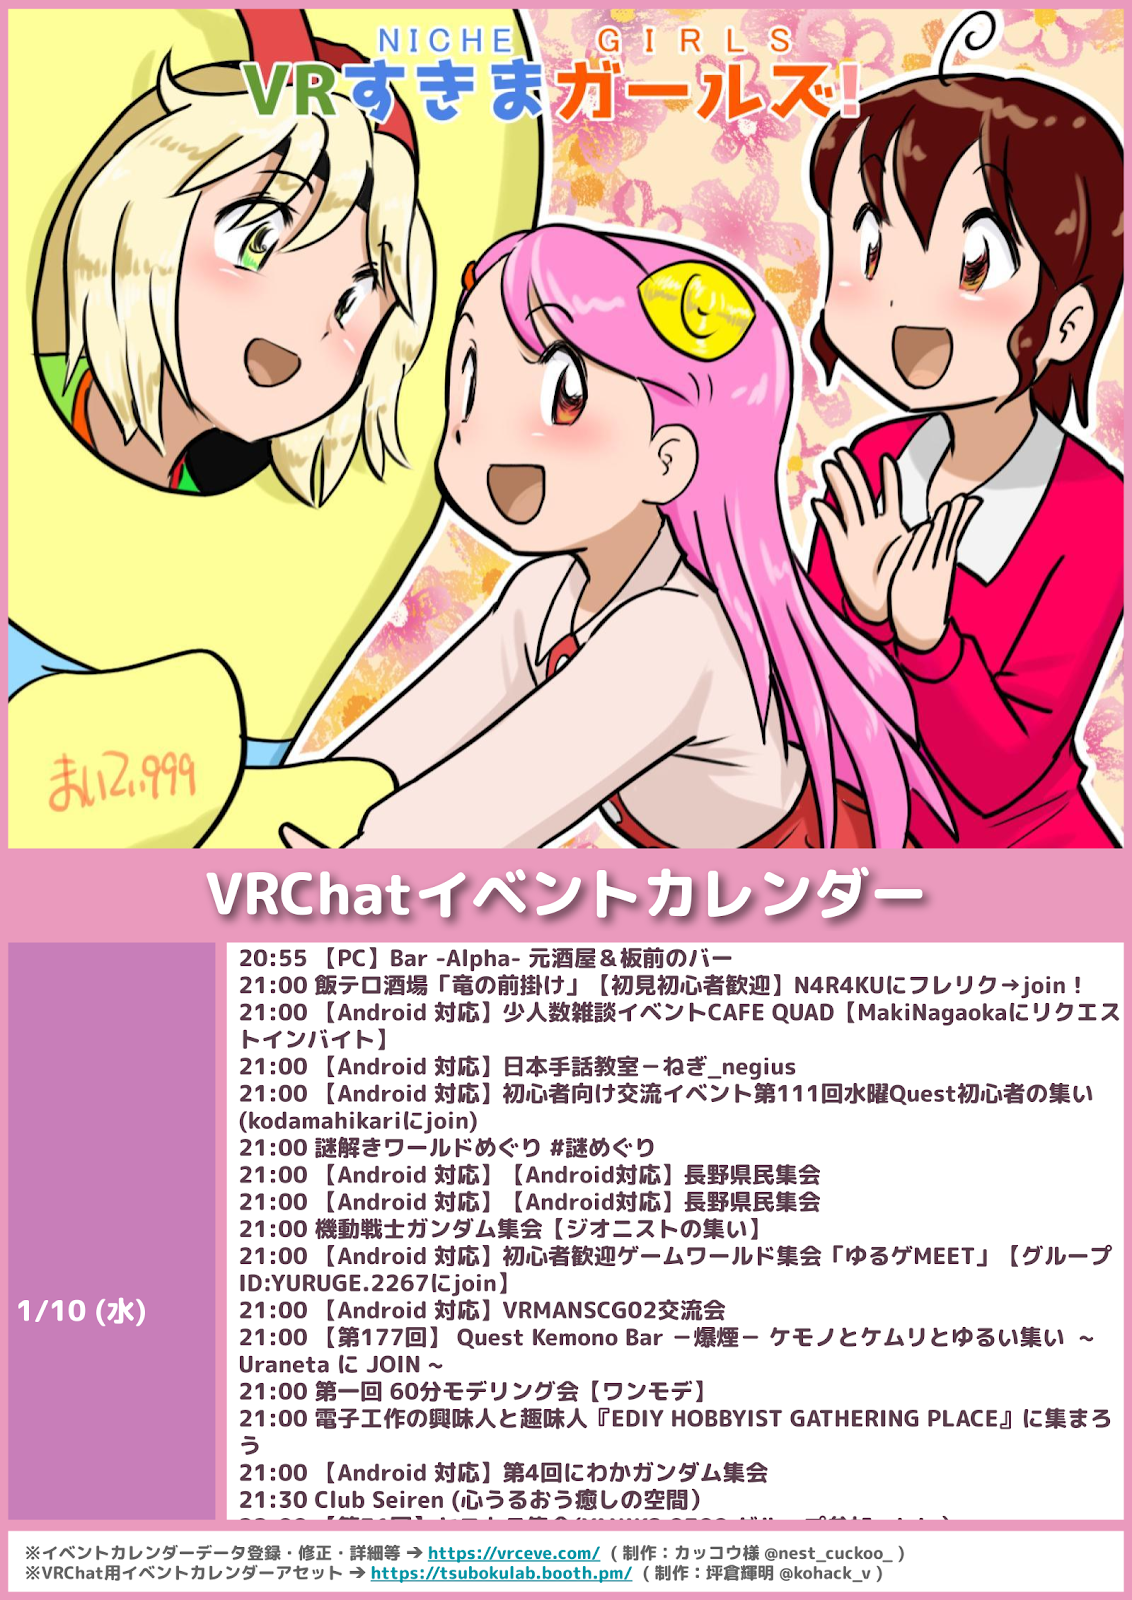 NICHE GIRLS
VRすきまガールズ!
まいてぃ999
VRChatイベントカレンダー
1/10 (水)
20:55 【PC】Bar -Alpha- 元酒屋＆板前のバー
21:00 飯テロ酒場「竜の前掛け」【初見初心者歓迎】N4R4KUにフレリク→join！
21:00 【Android 対応】少人数雑談イベントCAFE QUAD【MakiNagaokaにリクエス
トインバイト】
21:00 【Android 対応】日本手話教室－ねぎ_negius
21:00 【Android 対応】初心者向け交流イベント第111回水曜Quest初心者の集い
(kodamahikariにjoin)
21:00 謎解きワールドめぐり #謎めぐり
21:00 【Android 対応】【Android対応】長野県民集会
21:00 【Android 対応】【Android対応】長野県民集会
21:00 機動戦士ガンダム集会【ジオニストの集い】
21:00 【Android 対応】初心者歓迎ゲームワールド集会「ゆるゲMEET」【グループ
ID:YURUGE.2267にjoin】
21:00 【Android 対応】VRMANSCG02交流会
21:00 【第177回】 Quest Kemono Bar －爆煙－ ケモノとケムリとゆるい集い ～
Uraneta に JOIN ~
21:00 第一回 60分モデリング会【ワンモデ】
21:00 電子工作の興味人と趣味人『EDIY HOBBYIST GATHERING PLACE』に集まろ
う
21:00 【Android 対応】第4回にわかガンダム集会
21:30 Club Seiren (心うるおう癒しの空間）
※イベントカレンダーデータ登録・修正・詳細等 ➔ https://vrceve.com/ ( 制作：カッコウ様 @nest_cuckoo_ )
※VRChat用イベントカレンダーアセット ➔ https://tsubokulab.booth.pm/ ( 制作：坪倉輝明 @kohack_v )